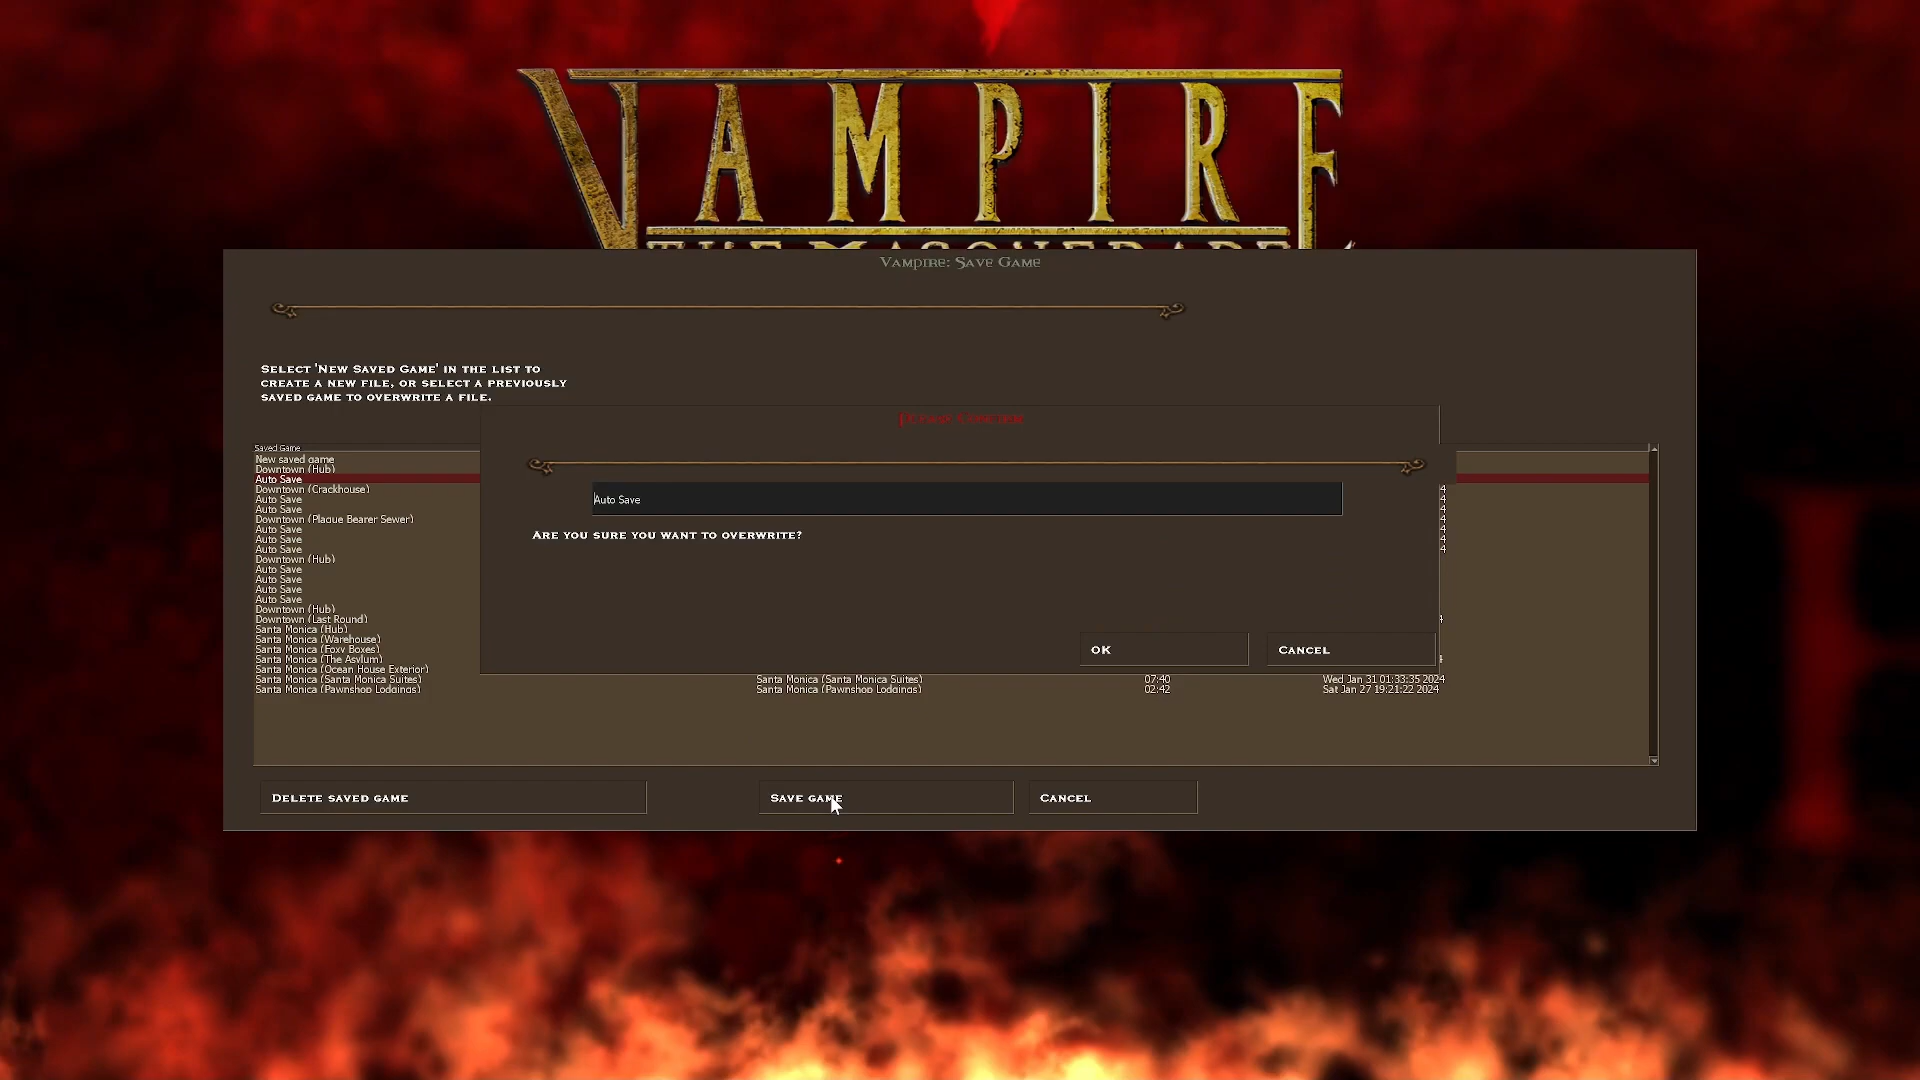 VAMPIRE
THE MASQUERADE
Vampire: Save Game
Select 'New Saved Game' in the list to
create a new file, or select a previously
saved game to overwrite a file.
Saved Game
New saved game
Downtown (Hub)
Auto Save
Downtown (Crackhouse)
Auto Save
Auto Save
Downtown (Plague Bearer Sewer)
Auto Save
Auto Save
Auto Save
Downtown (Hub)
Auto Save
Auto Save
Auto Save
Auto Save
Downtown (Hub)
Downtown (Last Round)
Santa Monica (Hub)
Santa Monica (Warehouse)
Santa Monica (Foxy Boxes)
Santa Monica (The Asylum)
Santa Monica (Ocean House Exterior)
Santa Monica (Santa Monica Suites) Santa Monica (Santa Monica Suites) 07:40 Wed Jan 31 01:33:35 2024
Santa Monica (Pawnshop Lodgings) Santa Monica (Pawnshop Lodgings) 02:42 Sat Jan 27 19:21:22 2024
Auto Save
Are you sure you want to overwrite?
OK
Cancel
Delete Saved Game
Save Game
Cancel